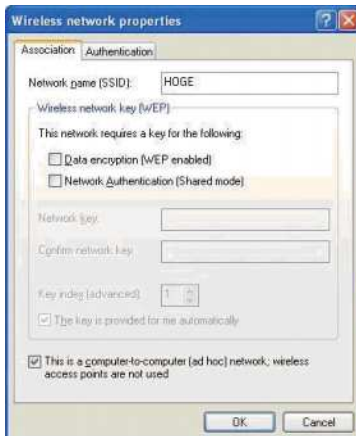 Wireless network properties
Association
Authentication
Network name (SSID):
HOGE
Wireless network key (WEP)
This network requires a key for the following:
Data encryption (WEP enabled)
Network Authentication (Shared mode)
Network key:
Confirm network key:
Key index (advanced):
1
The key is provided for me automatically
This is a computer-to-computer (ad hoc) network; wireless
access points are not used
OK
Cancel